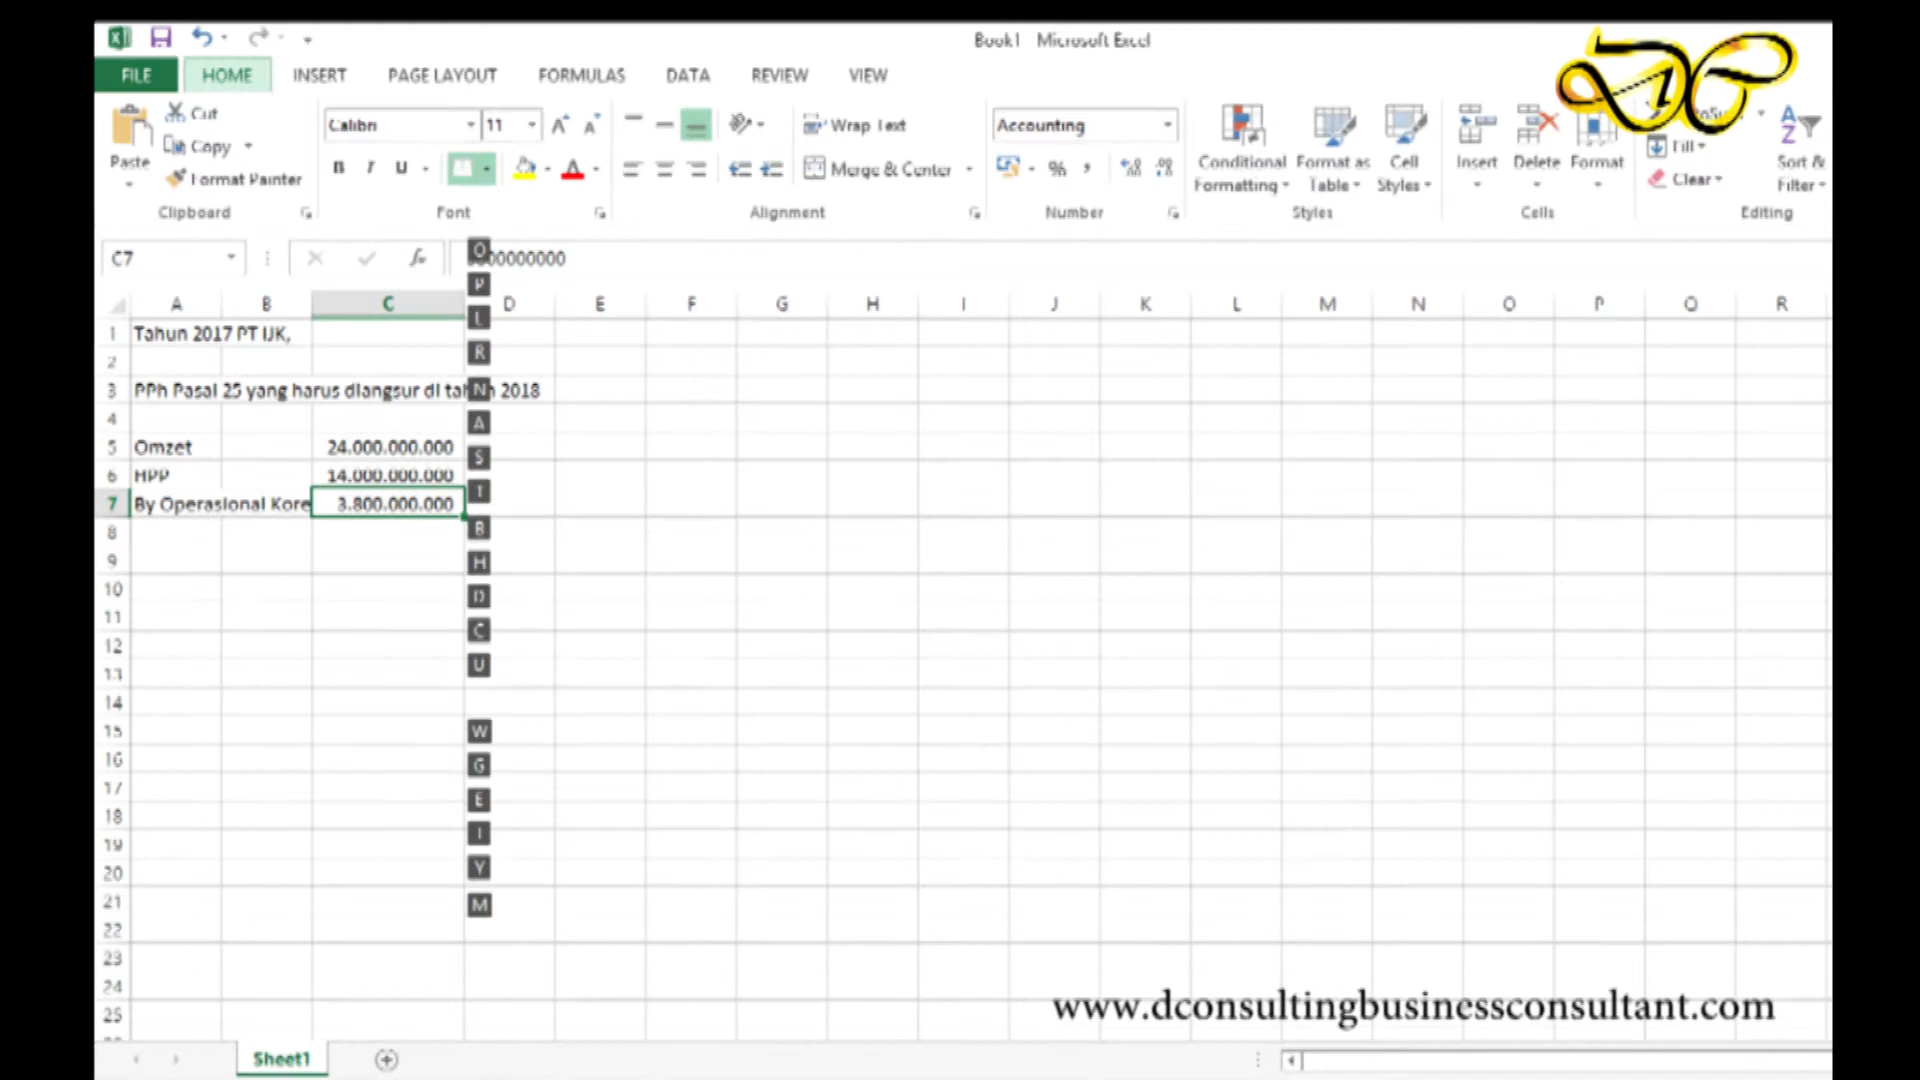 Book1 - Microsoft Excel
FILE HOME INSERT PAGE LAYOUT FORMULAS DATA REVIEW VIEW
Cut
Copy
Format Painter
Paste
Clipboard
Calibri 11
B I U
Font
Wrap Text
Merge & Center
Alignment
Accounting
% ,
Number
Conditional Formatting
Format as Table
Cell Styles
Styles
Insert
Delete
Format
Cells
Fill
Clear
Sort & Filter
Editing
C7
fx
A B C D E F G H I J K L M N O P Q R
1 Tahun 2017 PT IJK,
2
3 PPh Pasal 25 yang harus diangsur di 2018
4
5 Omzet 24.000.000.000
6 HPP 14.000.000.000
7 By Operasional Kore 3.800.000.000
8
9
10
11
12
13
14
15
16
17
18
19
20
21
22
23
24
25
O
P
L
R
N
A
S
T
B
H
D
C
U
W
G
E
I
Y
M
www.dconsultingbusinessconsultant.com
Sheet1